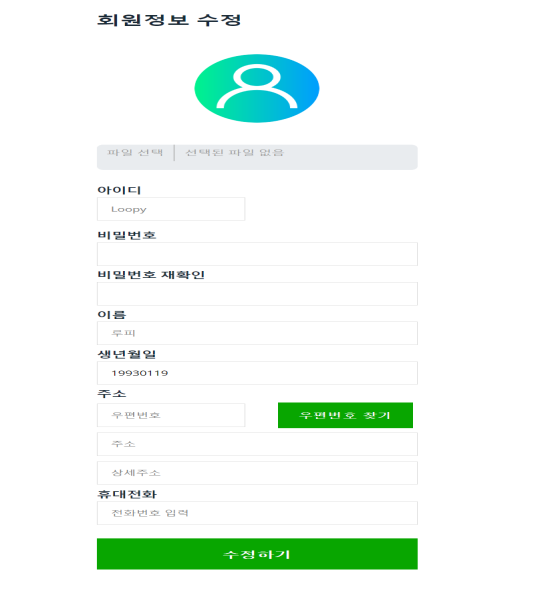 회원정보 수정
파일 선택 선택된 파일 없음
아이디
Loopy
비밀번호
비밀번호 재확인
이름
루피
생년월일
19930119
주소
우편번호 우편번호 찾기
주소
상세주소
휴대전화
전화번호 입력
수정하기